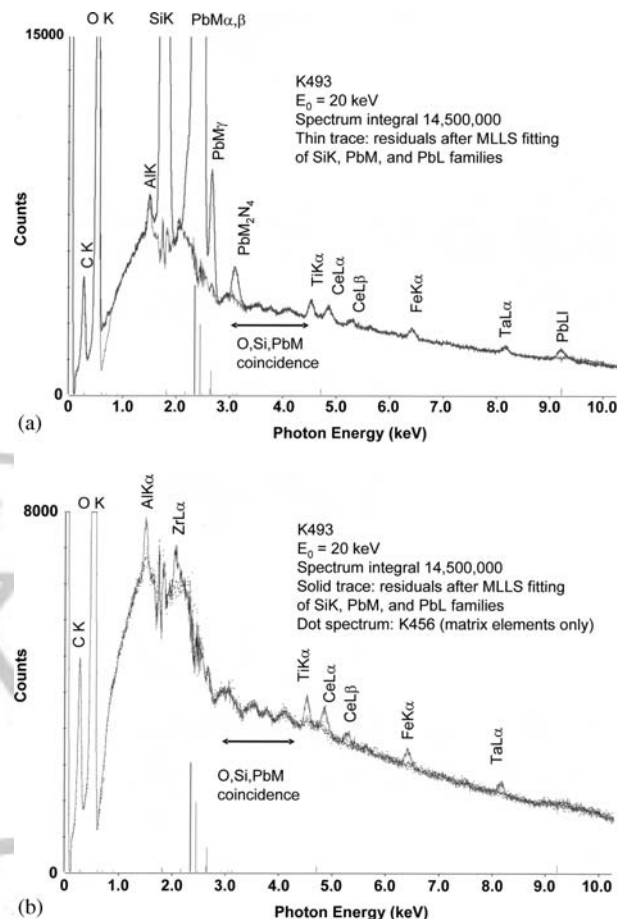 O K
SiK
PbMα,β
15000
K493
E0 = 20 keV
Spectrum integral 14,500,000
Thin trace: residuals after MLLS fitting
of SiK, PbM, and PbL families
PbMγ
AlK
Counts
C K
PbM2N4
TiKα
CeLα
CeLβ
FeKα
TaLα
PbLl
O,Si,PbM
coincidence
0
0 1.0 2.0 3.0 4.0 5.0 6.0 7.0 8.0 9.0 10.0
(a)
Photon Energy (keV)
O K
AlKα
8000
ZrLα
K493
E0 = 20 keV
Spectrum integral 14,500,000
Solid trace: residuals after MLLS fitting
of SiK, PbM, and PbL families
Dot spectrum: K456 (matrix elements only)
C K
Counts
TiKα
CeLα
CeLβ
FeKα
TaLα
O,Si,PbM
coincidence
0
0 1.0 2.0 3.0 4.0 5.0 6.0 7.0 8.0 9.0 10.0
(b)
Photon Energy (keV)